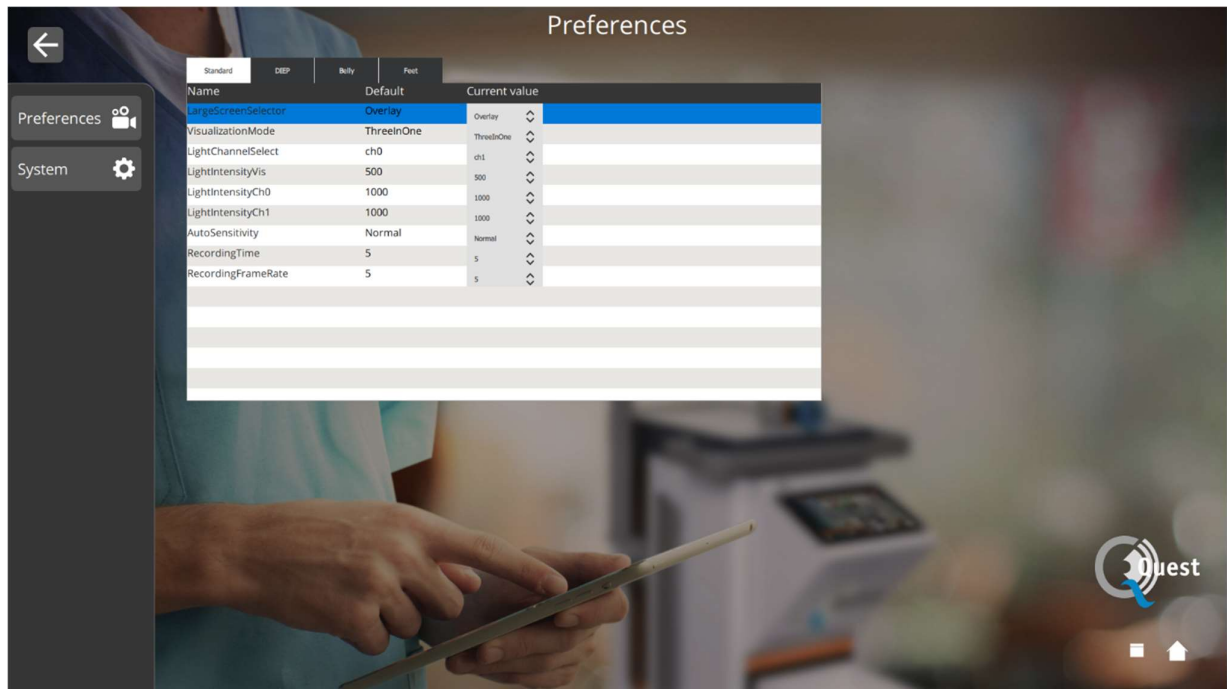 Preferences
Standard DEEP Belly Feet
Name Default Current value
LargeScreenSelector Overlay Overlay
VisualizationMode ThreeInOne ThreeInOne
LightChannelSelect ch0 ch1
LightIntensityVis 500 500
LightIntensityCh0 1000 1000
LightIntensityCh1 1000 1000
AutoSensitivity Normal Normal
RecordingTime 5 5
RecordingFrameRate 5 5
Preferences
System
Quest